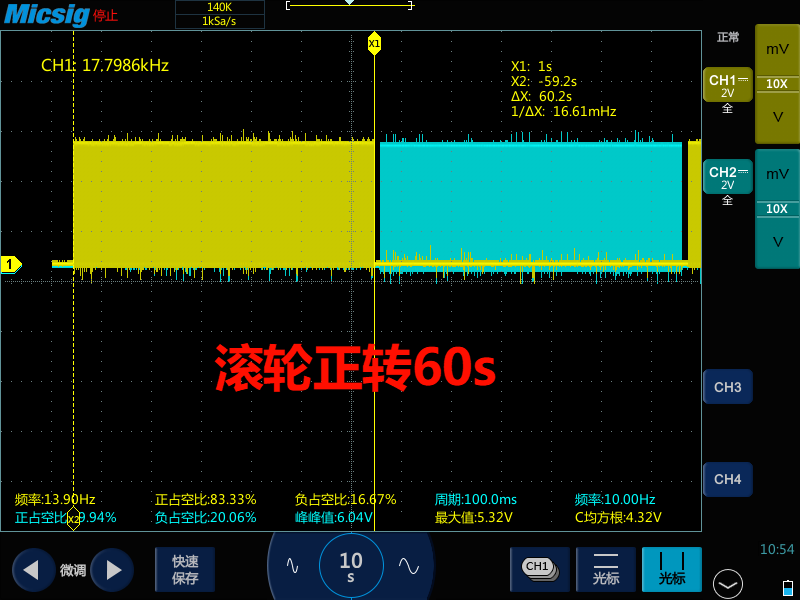 Micsig 停止
140K
1kSa/s
正常
CH1: 17.7986kHz
X1
X1: 1s
X2: -59.2s
ΔX: 60.2s
1/ΔX: 16.61mHz
mV
10X
V
CH1
2V
全
CH2
2V
全
mV
10X
V
1
滚轮正转60s
CH3
CH4
频率:13.90Hz 正占空比:83.33% 负占空比:16.67% 周期:100.0ms 频率:10.00Hz
正占空比 9.94% 负占空比:20.06% 峰峰值:6.04V 最大值:5.32V C均方根:4.32V
X2
微调
快速
保存
10
s
CH1
光标
光标
10:54